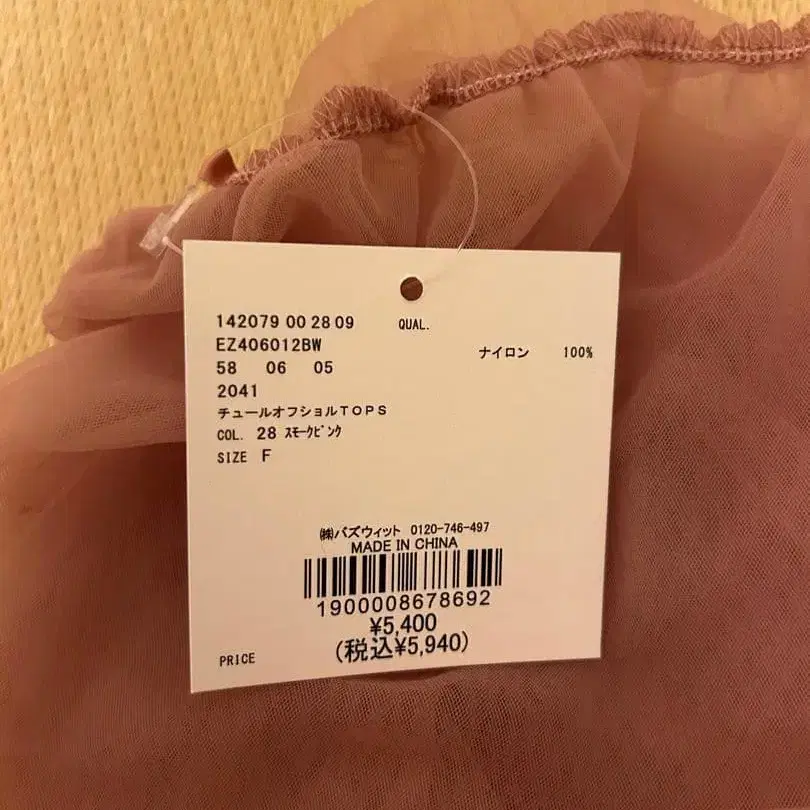 142079 00 28 09 QUAL.
EZ406012BW
ナイロン 100%
58 06 05
2041
チュールオフショルTOPS
COL. 28 ｽﾓｰｸﾋﾟﾝｸ
SIZE F
㈱バズウィット 0120-746-497
MADE IN CHINA
1900008678692
¥5,400
(税込¥5,940)
PRICE